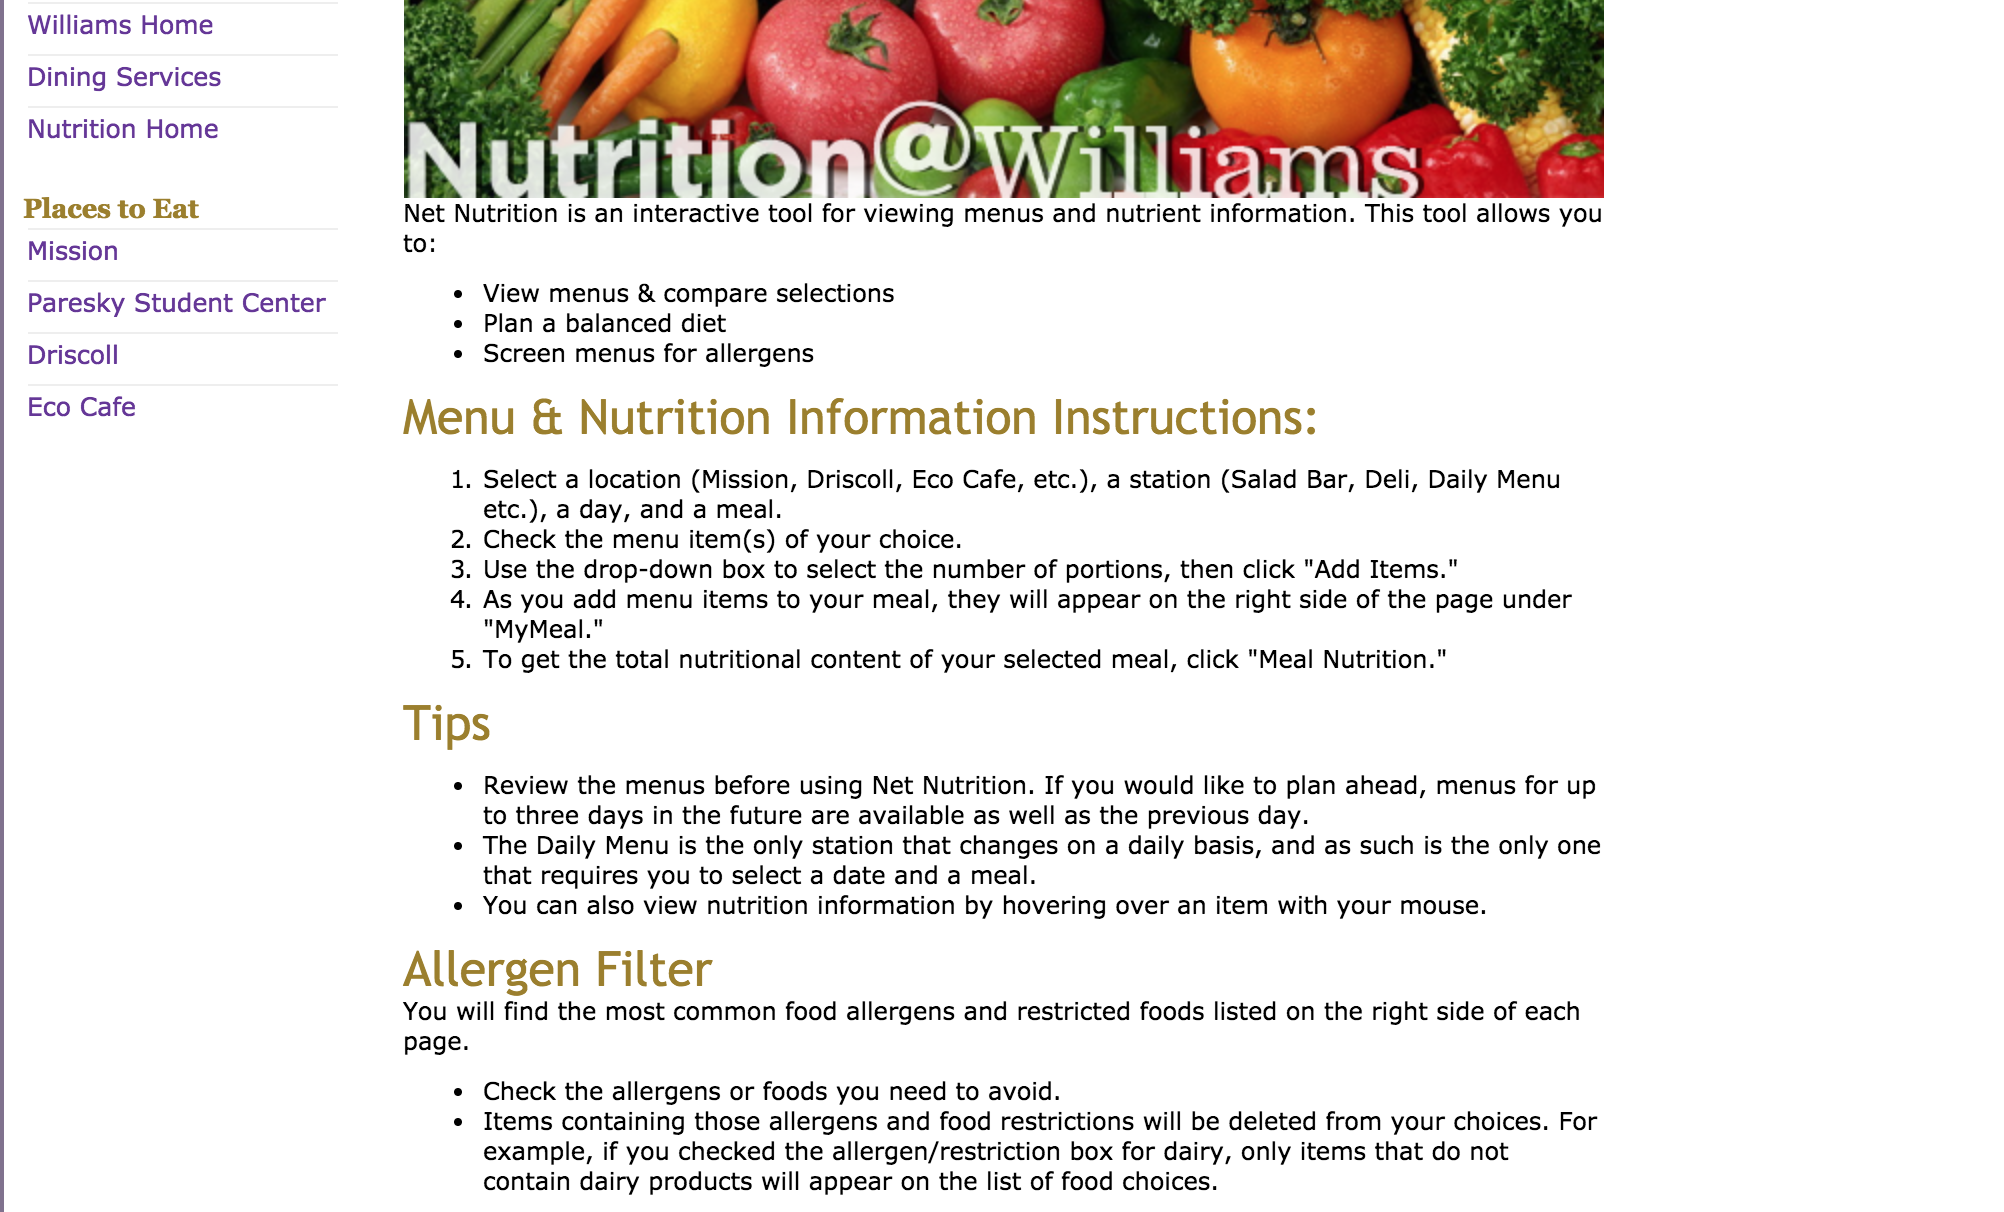 Williams Home
Dining Services
Nutrition Home
Places to Eat
Mission
Paresky Student Center
Driscoll
Eco Cafe
Nutrition@Williams
Net Nutrition is an interactive tool for viewing menus and nutrient information. This tool allows you
to:
• View menus & compare selections
• Plan a balanced diet
• Screen menus for allergens
Menu & Nutrition Information Instructions:
1. Select a location (Mission, Driscoll, Eco Cafe, etc.), a station (Salad Bar, Deli, Daily Menu
etc.), a day, and a meal.
2. Check the menu item(s) of your choice.
3. Use the drop-down box to select the number of portions, then click "Add Items."
4. As you add menu items to your meal, they will appear on the right side of the page under
"MyMeal."
5. To get the total nutritional content of your selected meal, click "Meal Nutrition."
Tips
• Review the menus before using Net Nutrition. If you would like to plan ahead, menus for up
to three days in the future are available as well as the previous day.
• The Daily Menu is the only station that changes on a daily basis, and as such is the only one
that requires you to select a date and a meal.
• You can also view nutrition information by hovering over an item with your mouse.
Allergen Filter
You will find the most common food allergens and restricted foods listed on the right side of each
page.
• Check the allergens or foods you need to avoid.
• Items containing those allergens and food restrictions will be deleted from your choices. For
example, if you checked the allergen/restriction box for dairy, only items that do not
contain dairy products will appear on the list of food choices.